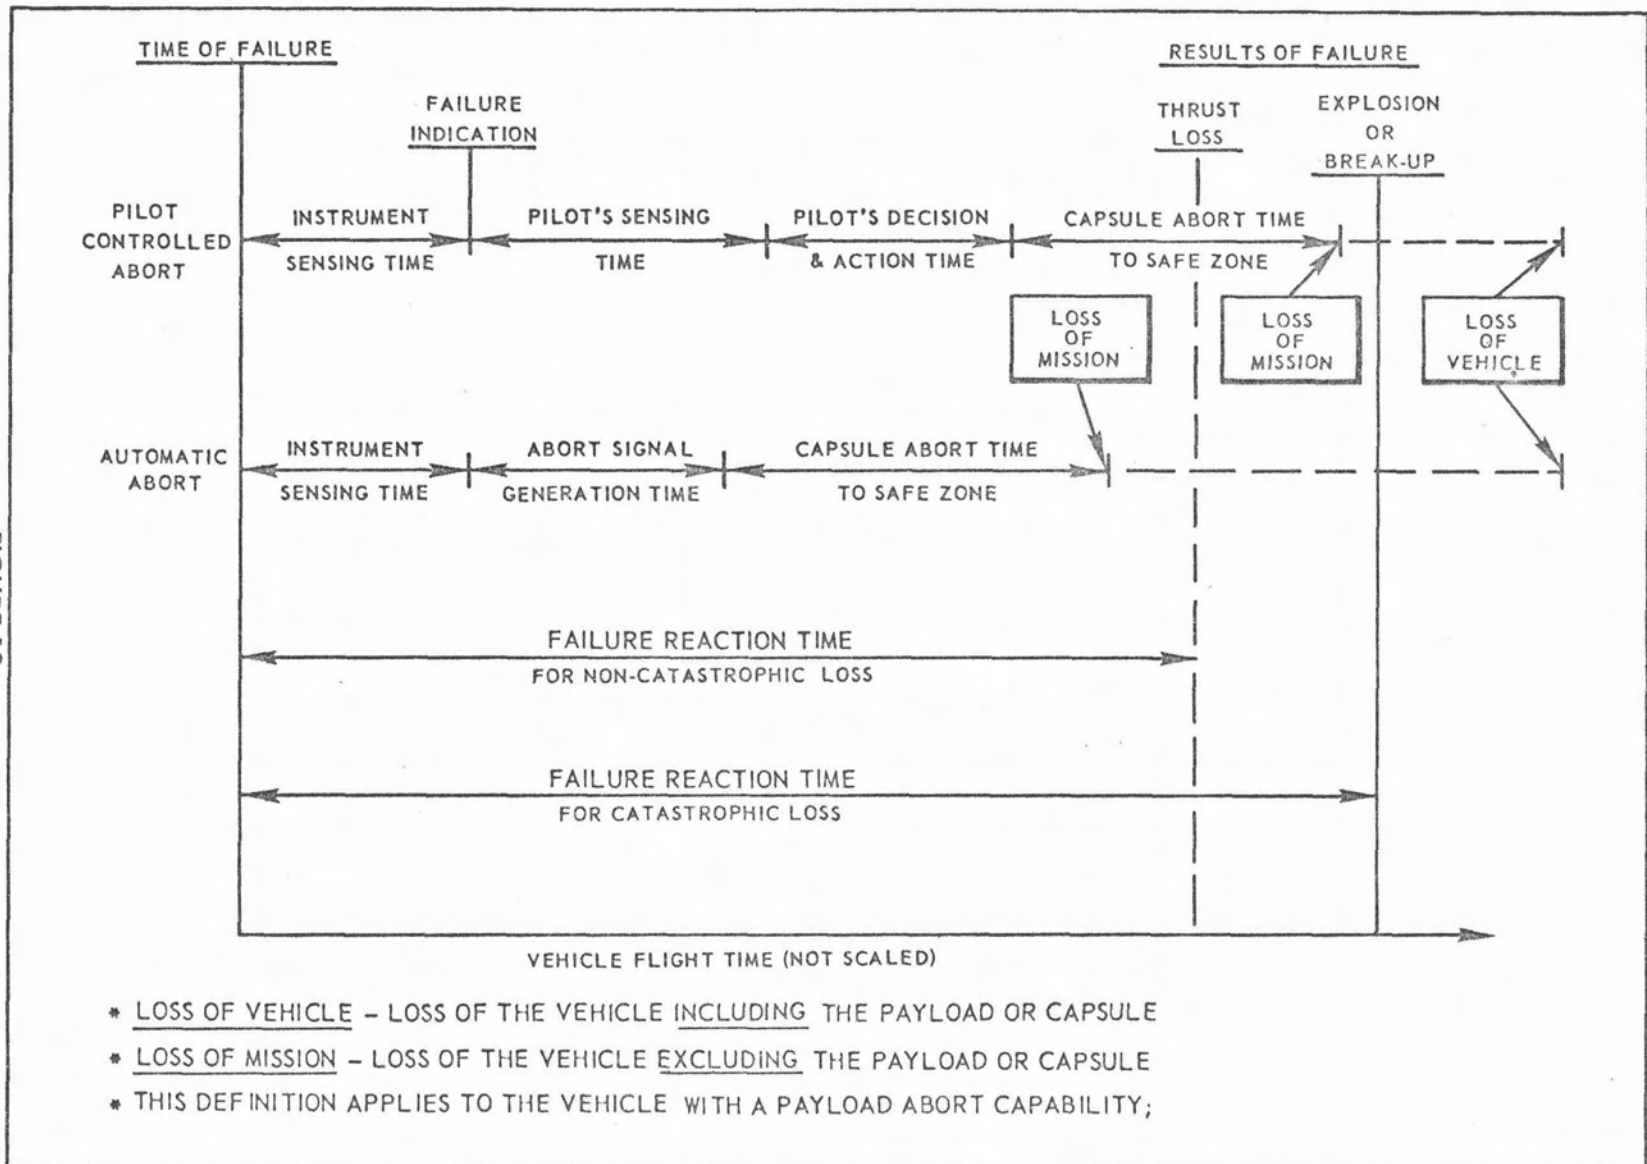 TIME OF FAILURE
RESULTS OF FAILURE
FAILURE
INDICATION
THRUST
LOSS
EXPLOSION
OR
BREAK-UP
PILOT
CONTROLLED
ABORT
INSTRUMENT
SENSING TIME
PILOT'S SENSING
TIME
PILOT'S DECISION
& ACTION TIME
CAPSULE ABORT TIME
TO SAFE ZONE
LOSS
OF
MISSION
LOSS
OF
MISSION
LOSS
OF
VEHICLE
AUTOMATIC
ABORT
INSTRUMENT
SENSING TIME
ABORT SIGNAL
GENERATION TIME
CAPSULE ABORT TIME
TO SAFE ZONE
FAILURE REACTION TIME
FOR NON-CATASTROPHIC LOSS
FAILURE REACTION TIME
FOR CATASTROPHIC LOSS
VEHICLE FLIGHT TIME (NOT SCALED)
* LOSS OF VEHICLE – LOSS OF THE VEHICLE INCLUDING THE PAYLOAD OR CAPSULE
* LOSS OF MISSION – LOSS OF THE VEHICLE EXCLUDING THE PAYLOAD OR CAPSULE
* THIS DEFINITION APPLIES TO THE VEHICLE WITH A PAYLOAD ABORT CAPABILITY;